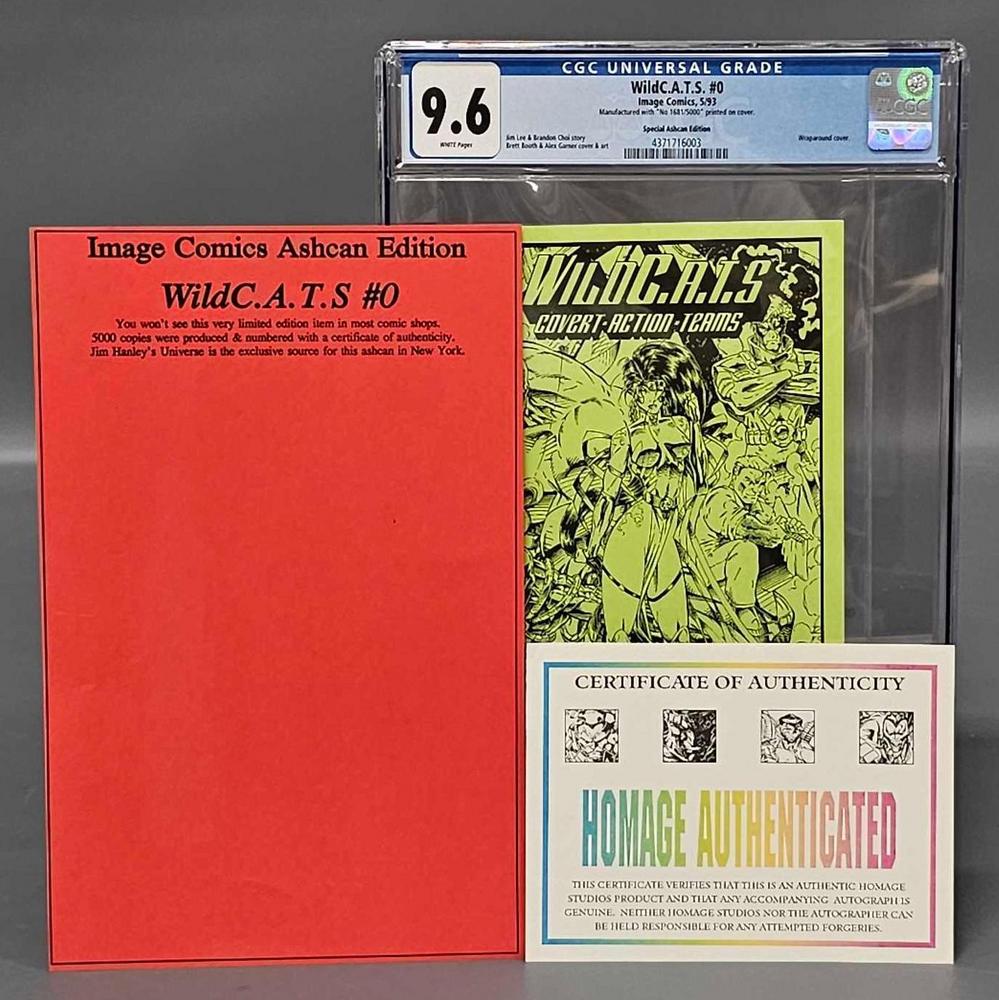 CGC UNIVERSAL GRADE
9.6
WHITE Pages
WildC.A.T.S. #0
Image Comics, 5/93
Manufactured with "No 1681/5000" printed on cover.
Special Ashcan Edition
Jim Lee & Brandon Choi story
Brett Booth & Alex Garner cover & art
Wraparound cover.
4371716003
CGC
Image Comics Ashcan Edition
WildC.A.T.S #0
You won't see this very limited edition item in most comic shops.
5000 copies were produced & numbered with a certificate of authenticity.
Jim Hanley's Universe is the exclusive source for this ashcan in New York.
WILDC.A.T.S
COVERT-ACTION-TEAMS
CERTIFICATE OF AUTHENTICITY
HOMAGE AUTHENTICATED
THIS CERTIFICATE VERIFIES THAT THIS IS AN AUTHENTIC HOMAGE
STUDIOS PRODUCT AND THAT ANY ACCOMPANYING AUTOGRAPH IS
GENUINE. NEITHER HOMAGE STUDIOS NOR THE AUTOGRAPHER CAN
BE HELD RESPONSIBLE FOR ANY ATTEMPTED FORGERIES.